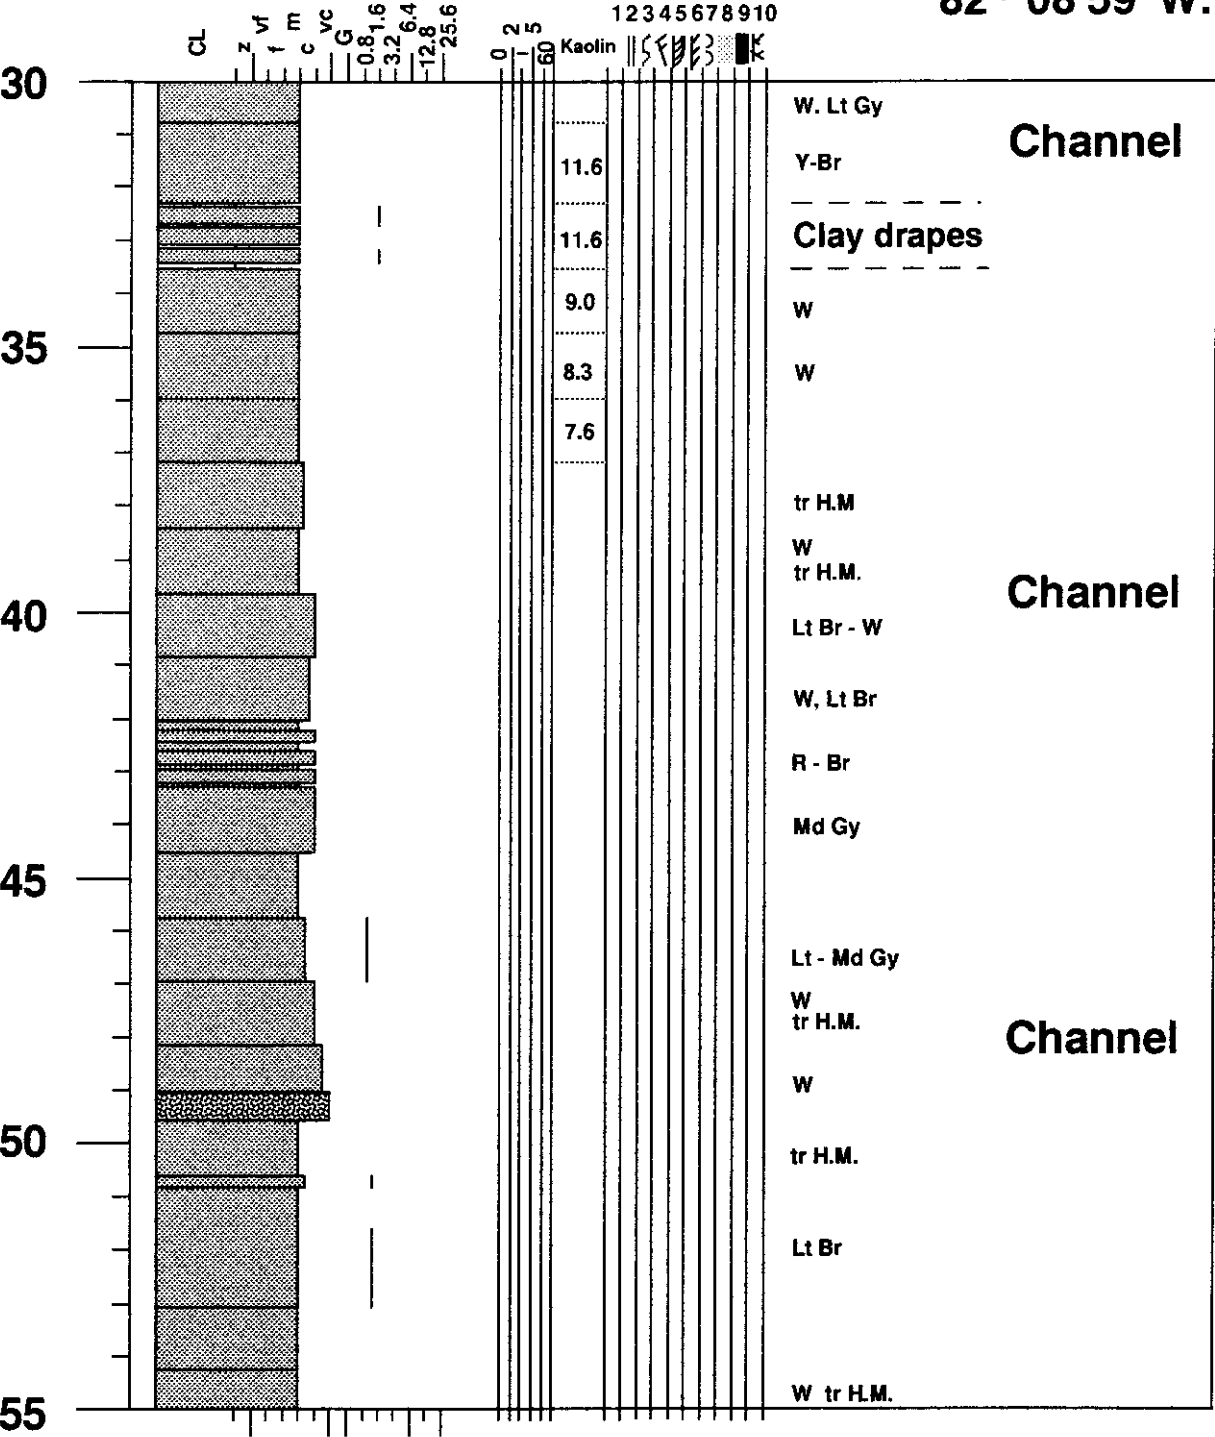 82° 08'59" W.
CL z vf f m c vc G 0.8 1.6 3.2 6.4 12.8 25.6
0 1 2 5 60 Kaolin 1 2 3 4 5 6 7 8 9 10
30
W. Lt Gy
Channel
11.6
Y-Br
11.6
Clay drapes
9.0
W
35
8.3
W
7.6
tr H.M
W
tr H.M.
Channel
40
Lt Br - W
W, Lt Br
R - Br
Md Gy
45
Lt - Md Gy
W
tr H.M.
Channel
W
50
tr H.M.
Lt Br
W tr H.M.
55